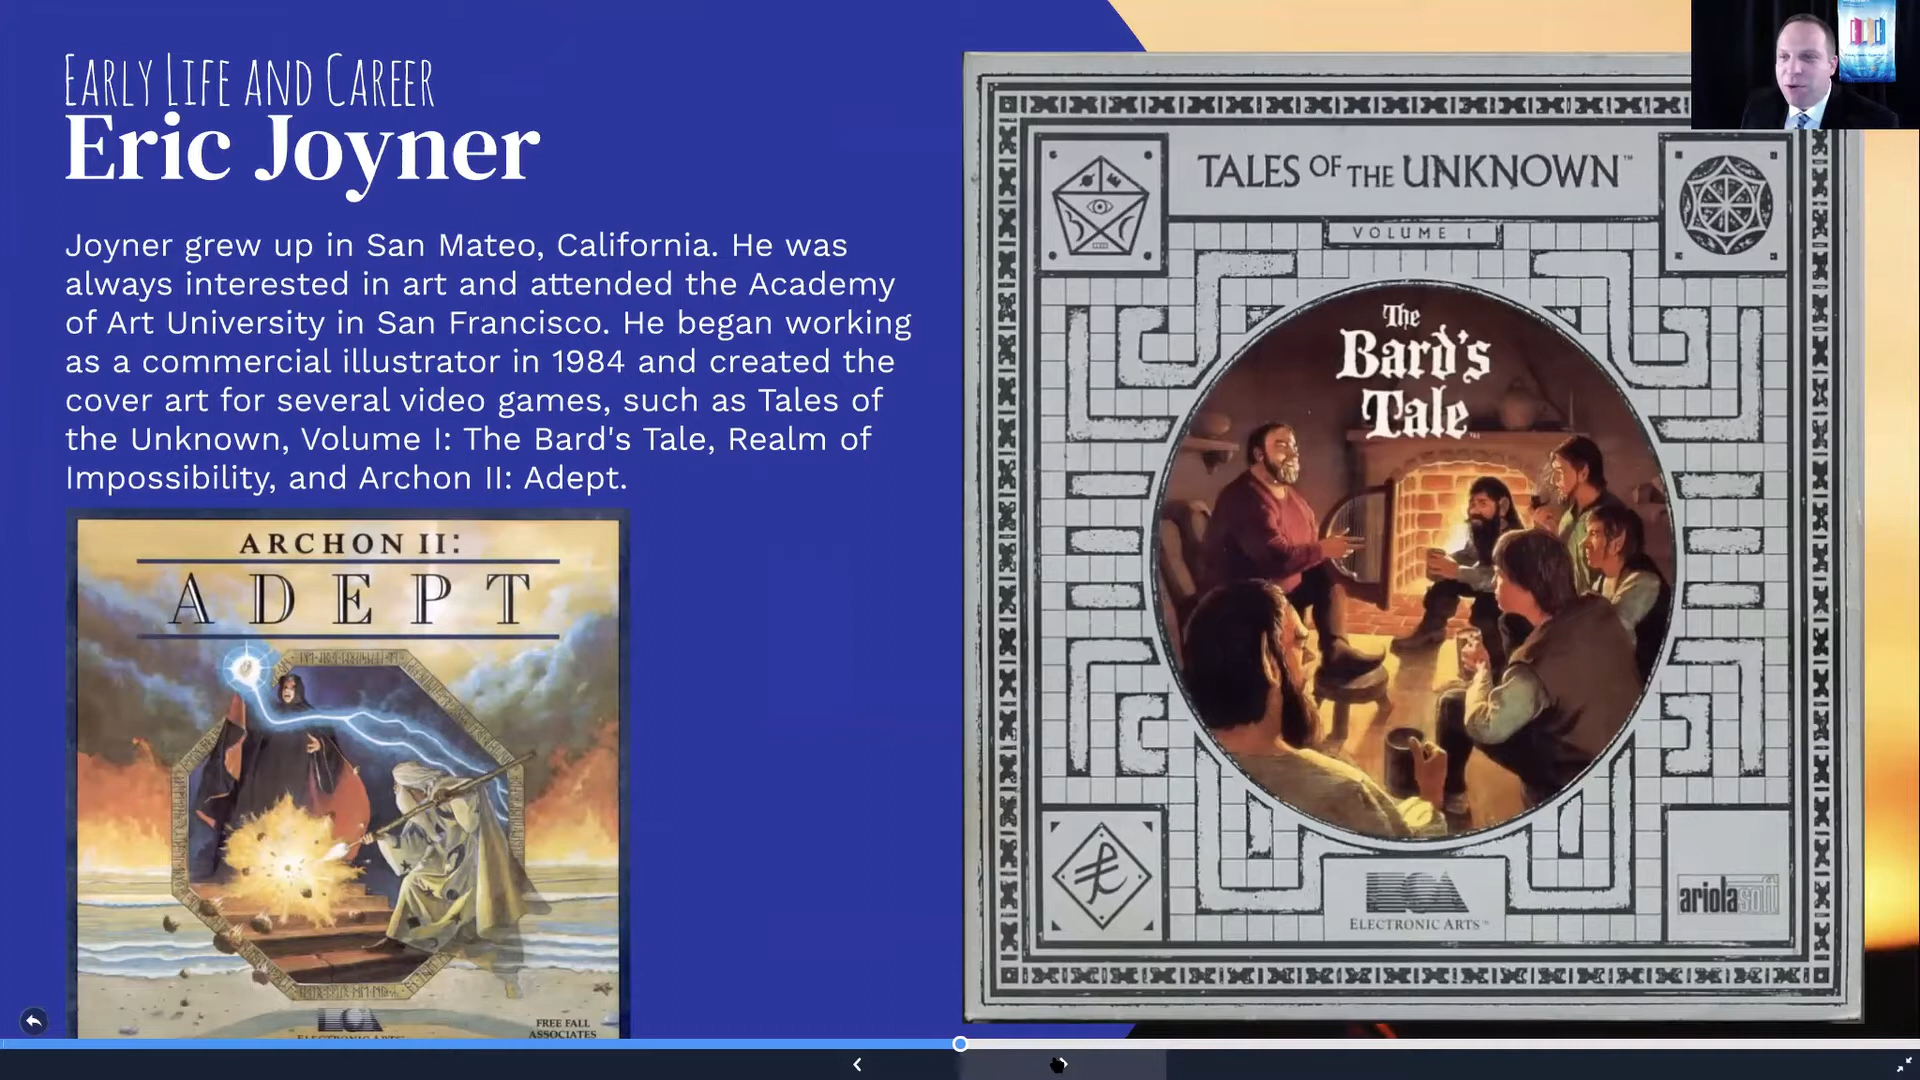 EARLY LIFE AND CAREER
Eric Joyner
Joyner grew up in San Mateo, California. He was
always interested in art and attended the Academy
of Art University in San Francisco. He began working
as a commercial illustrator in 1984 and created the
cover art for several video games, such as Tales of
the Unknown, Volume I: The Bard's Tale, Realm of
Impossibility, and Archon II: Adept.
ARCHON II:
ADEPT
FREE FALL
ASSOCIATES
ELECTRONIC ARTS™
TALES OF THE UNKNOWN™
VOLUME I
The
Bard's
Tale
ELECTRONIC ARTS™
ariolasoft